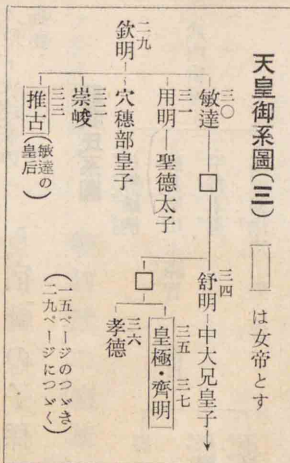 天皇御系圖(三)
は女帝とす
三〇
敏達
三四
舒明
中大兄皇子
三一
用明
聖德太子
三五 三七
皇極・齊明
三六
孝德
二九
欽明
穴穗部皇子
三二
崇峻
三三
推古
(敏達の皇后)
(一五ページのつゞき
二九ページにつゞく)